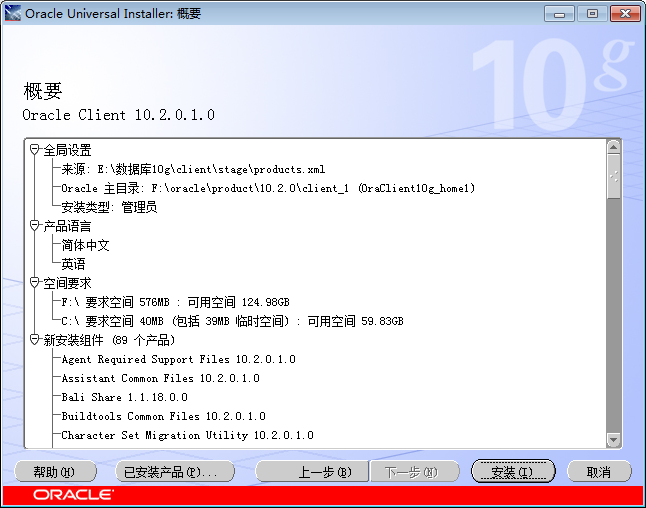 Oracle Universal Installer: 概要
10g
概要
Oracle Client 10.2.0.1.0
全局设置
来源: E:\数据库10g\client\stage\products.xml
Oracle 主目录: F:\oracle\product\10.2.0\client_1 (OraClient10g_home1)
安装类型: 管理员
产品语言
简体中文
英语
空间要求
F:\ 要求空间 576MB : 可用空间 124.98GB
C:\ 要求空间 40MB (包括 39MB 临时空间) : 可用空间 59.83GB
新安装组件 (89 个产品)
Agent Required Support Files 10.2.0.1.0
Assistant Common Files 10.2.0.1.0
Bali Share 1.1.18.0.0
Buildtools Common Files 10.2.0.1.0
Character Set Migration Utility 10.2.0.1.0
帮助(H) 已安装产品(P)... 上一步(B) 下一步(N) 安装(I) 取消
ORACLE